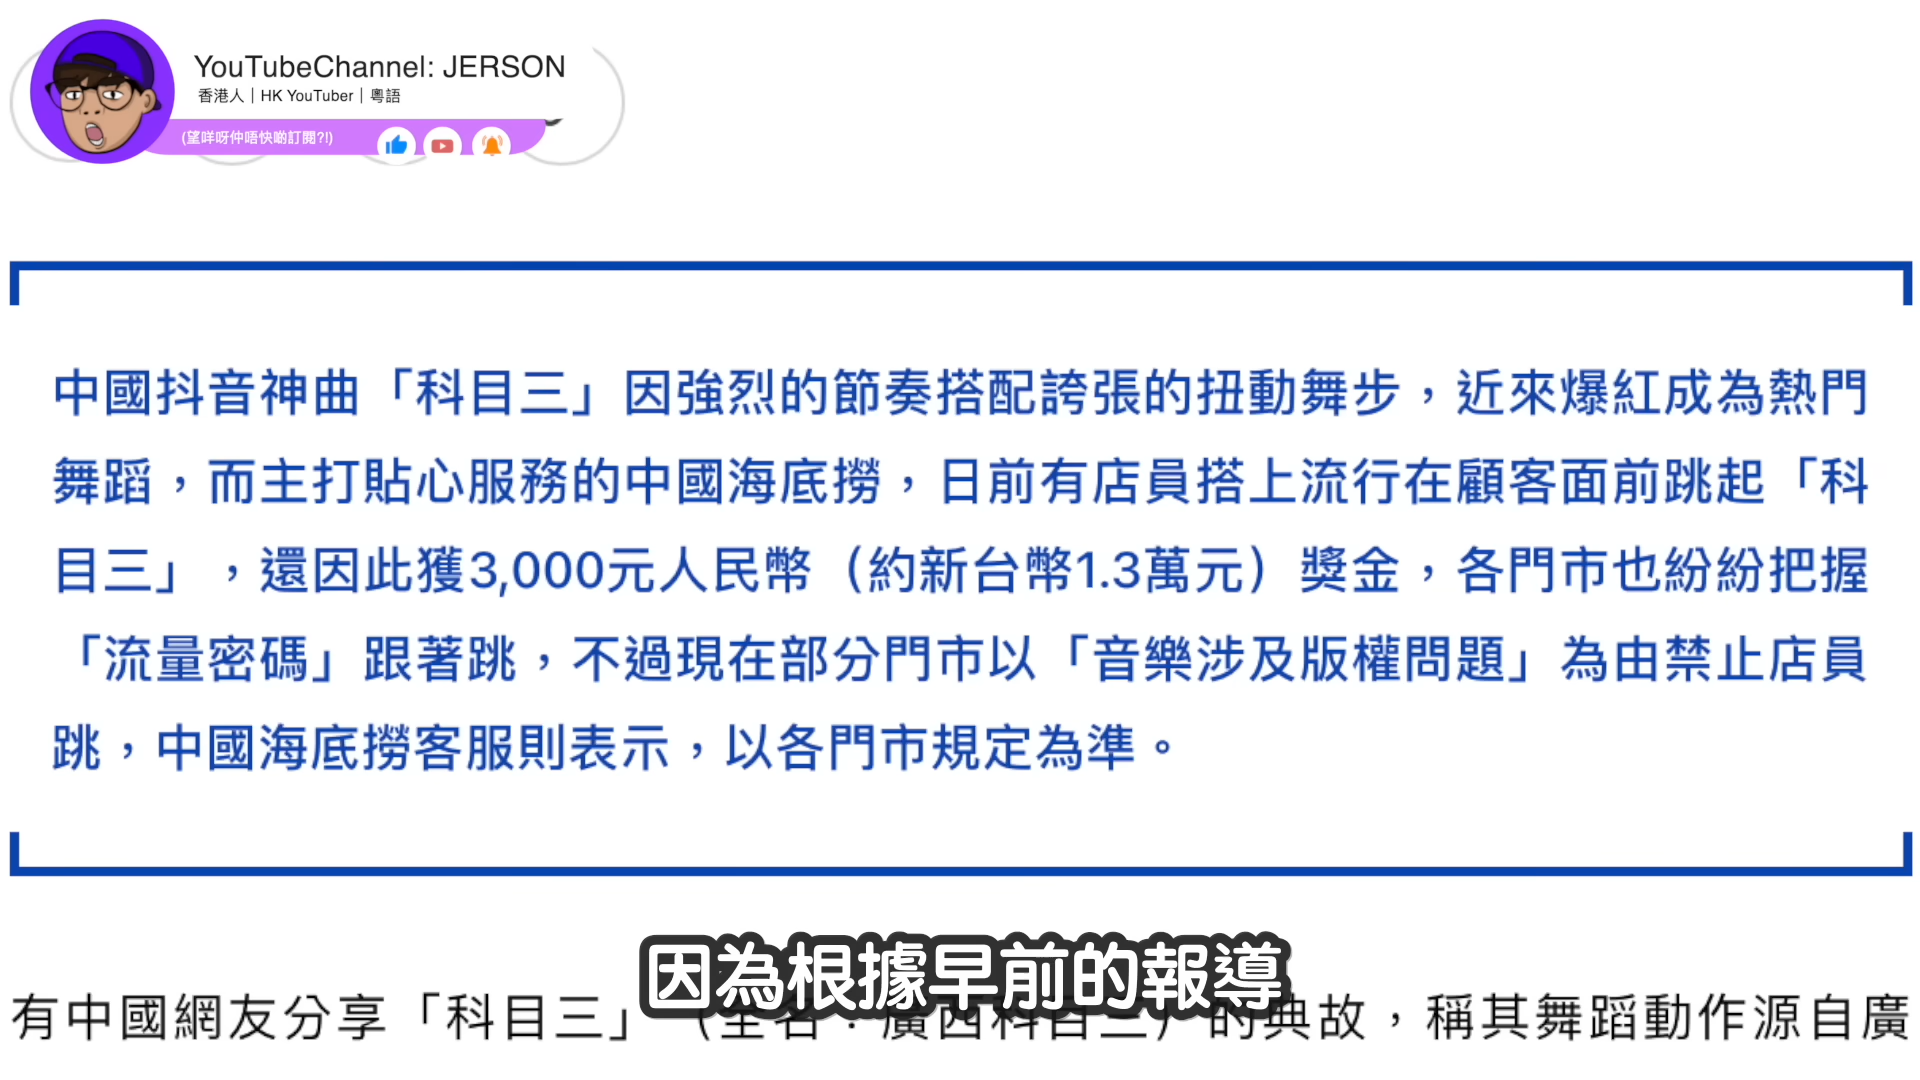 YouTubeChannel: JERSON
香港人｜HK YouTuber｜粵語
(望咩呀仲唔快啲訂閱?!)
中國抖音神曲「科目三」因強烈的節奏搭配誇張的扭動舞步，近來爆紅成為熱門
舞蹈，而主打貼心服務的中國海底撈，日前有店員搭上流行在顧客面前跳起「科
目三」，還因此獲3,000元人民幣（約新台幣1.3萬元）獎金，各門市也紛紛把握
「流量密碼」跟著跳，不過現在部分門市以「音樂涉及版權問題」為由禁止店員
跳，中國海底撈客服則表示，以各門市規定為準。
因為根據早前的報導
有中國網友分享「科目三」（全名：廣西科目三）的典故，稱其舞蹈動作源自廣